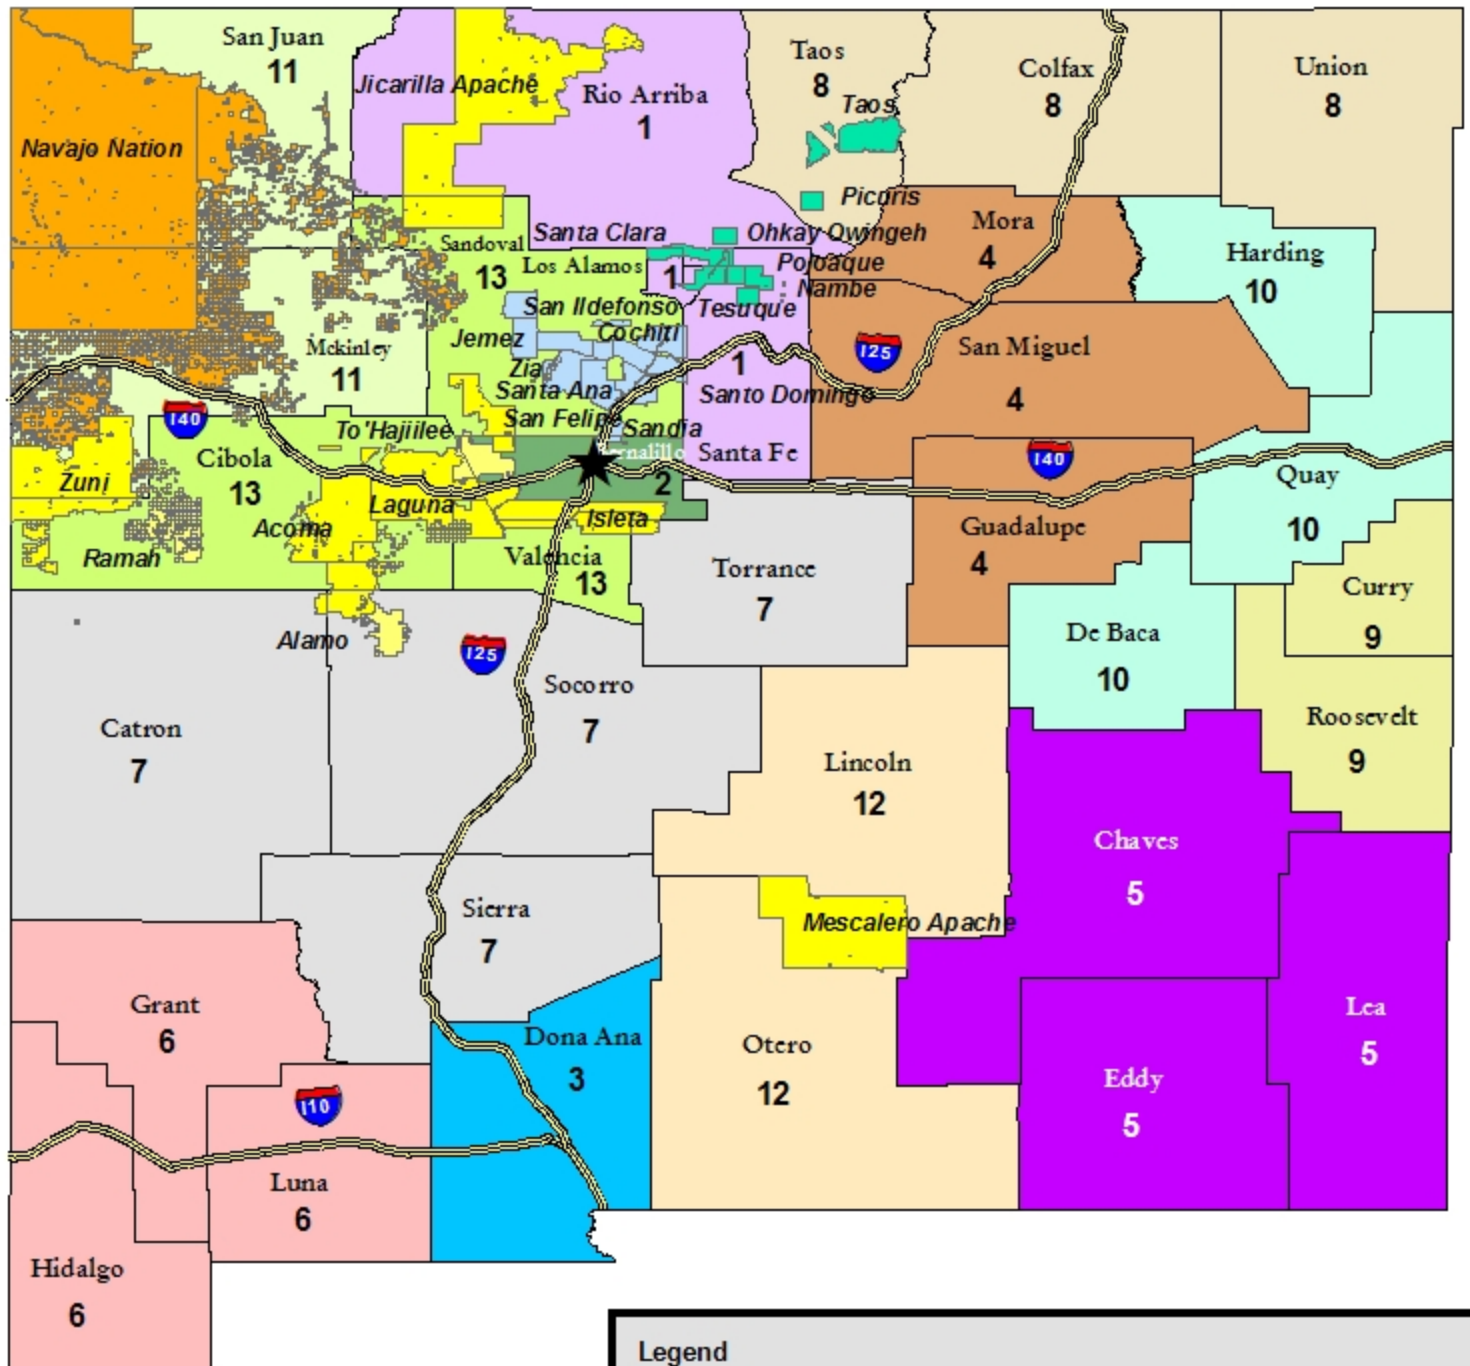 San Juan
11
Jicarilla Apache
Rio Arriba
1
Taos
8
Taos
Colfax
8
Union
8
Navajo Nation
Picuris
Santa Clara
Ohkay Owingeh
Mora
4
Harding
10
Sandoval
13
Los Alamos
1
Pojoaque
Nambe
San Ildefonso
Tesuque
Jemez
Cochiti
Mckinley
11
Zia
1
I25
San Miguel
4
Santa Ana
Santo Domingo
San Felipe
I40
To'Hajiilee
Sandia
Bernalillo
2
Santa Fe
I40
Cibola
13
Zuni
Quay
10
Laguna
Isleta
Acoma
Guadalupe
4
Ramah
Valencia
13
Torrance
7
Curry
9
Alamo
I25
De Baca
10
Socorro
7
Roosevelt
9
Catron
7
Lincoln
12
Chaves
5
Sierra
7
Mescalero Apache
Grant
6
Dona Ana
3
Otero
12
Lea
5
Eddy
5
I10
Luna
6
Hidalgo
6
Legend